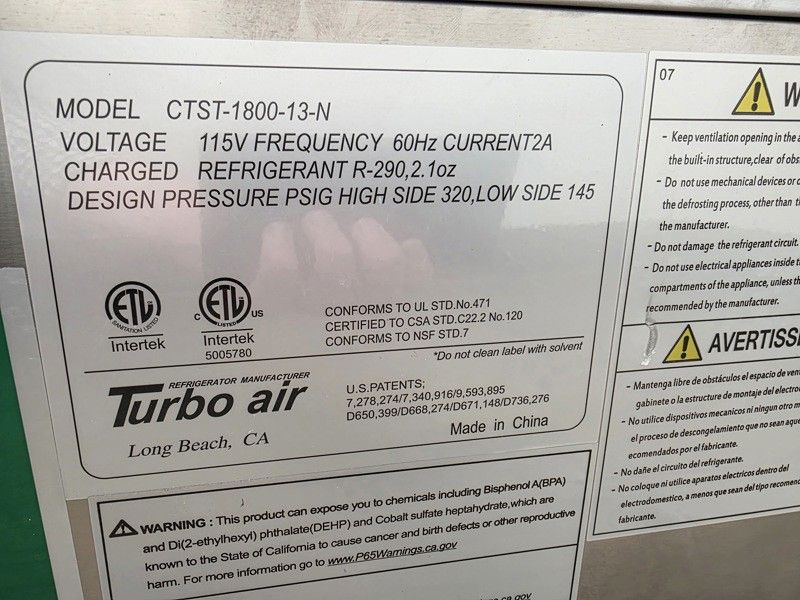 MODEL CTST-1800-13-N
VOLTAGE 115V FREQUENCY 60Hz CURRENT2A
CHARGED REFRIGERANT R-290,2.1oz
DESIGN PRESSURE PSIG HIGH SIDE 320,LOW SIDE 145
ETL
SANITATION LISTED
Intertek
C ETL US
LISTED
Intertek
5005780
CONFORMS TO UL STD.No.471
CERTIFIED TO CSA STD.C22.2 No.120
CONFORMS TO NSF STD.7
*Do not clean label with solvent
REFRIGERATOR MANUFACTURER
Turbo air
Long Beach, CA
U.S.PATENTS;
7,278,274/7,340,916/9,593,895
D650,399/D668,274/D671,148/D736,276
Made in China
WARNING : This product can expose you to chemicals including Bisphenol A(BPA)
and Di(2-ethylhexyl) phthalate(DEHP) and Cobalt sulfate heptahydrate,which are
known to the State of California to cause cancer and birth defects or other reproductive
harm. For more information go to www.P65Warnings.ca.gov
es.ca.gov
07
W
- Keep ventilation opening in the
the built-in structure,clear of
- Do not use mechanical devices or
the defrosting process, other than
the manufacturer.
- Do not damage the refrigerant circuit.
- Do not use electrical appliances inside
compartments of the appliance, unless
recommended by the manufacturer.
AVERTISS
- Mantenga libre de obstáculos el espacio de
gabinete o la estructura de montaje del
- No utilice dispositivos mecanicos ni ningun otro
el proceso de descongelamiento que no sean
ecomendados por el fabricante.
- No dañe el circuito del refrigerante.
- No coloque ni utilice aparatos electricos dentro del
electrodomestico, a menos que sean del tipo
fabricante.